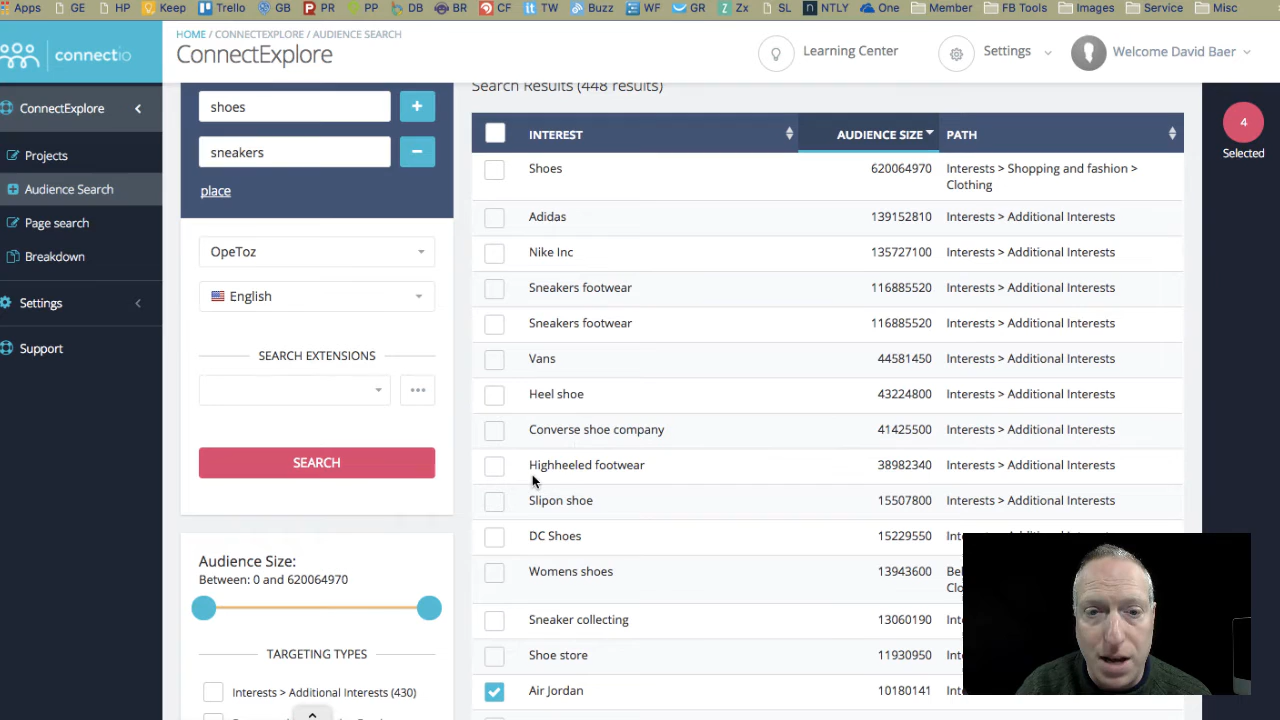 Apps GE HP Keep Trello GB PR PP DB BR CF TW Buzz WF GR Zx SL NTLY One Member FB Tools Images Service Misc
connectio
HOME / CONNECTEXPLORE / AUDIENCE SEARCH
ConnectExplore
Learning Center
Settings
Welcome David Baer
ConnectExplore
Projects
Audience Search
Page search
Breakdown
Settings
Support
shoes
+
sneakers
−
place
OpeToz
English
SEARCH EXTENSIONS
•••
SEARCH
Audience Size:
Between: 0 and 620064970
TARGETING TYPES
Interests > Additional Interests (430)
Search Results (448 results)
INTEREST AUDIENCE SIZE PATH
Shoes 620064970 Interests > Shopping and fashion >
Clothing
Adidas 139152810 Interests > Additional Interests
Nike Inc 135727100 Interests > Additional Interests
Sneakers footwear 116885520 Interests > Additional Interests
Sneakers footwear 116885520 Interests > Additional Interests
Vans 44581450 Interests > Additional Interests
Heel shoe 43224800 Interests > Additional Interests
Converse shoe company 41425500 Interests > Additional Interests
Highheeled footwear 38982340 Interests > Additional Interests
Slipon shoe 15507800 Interests > Additional Interests
DC Shoes 15229550
Womens shoes 13943600
Sneaker collecting 13060190
Shoe store 11930950
Air Jordan 10180141
4
Selected